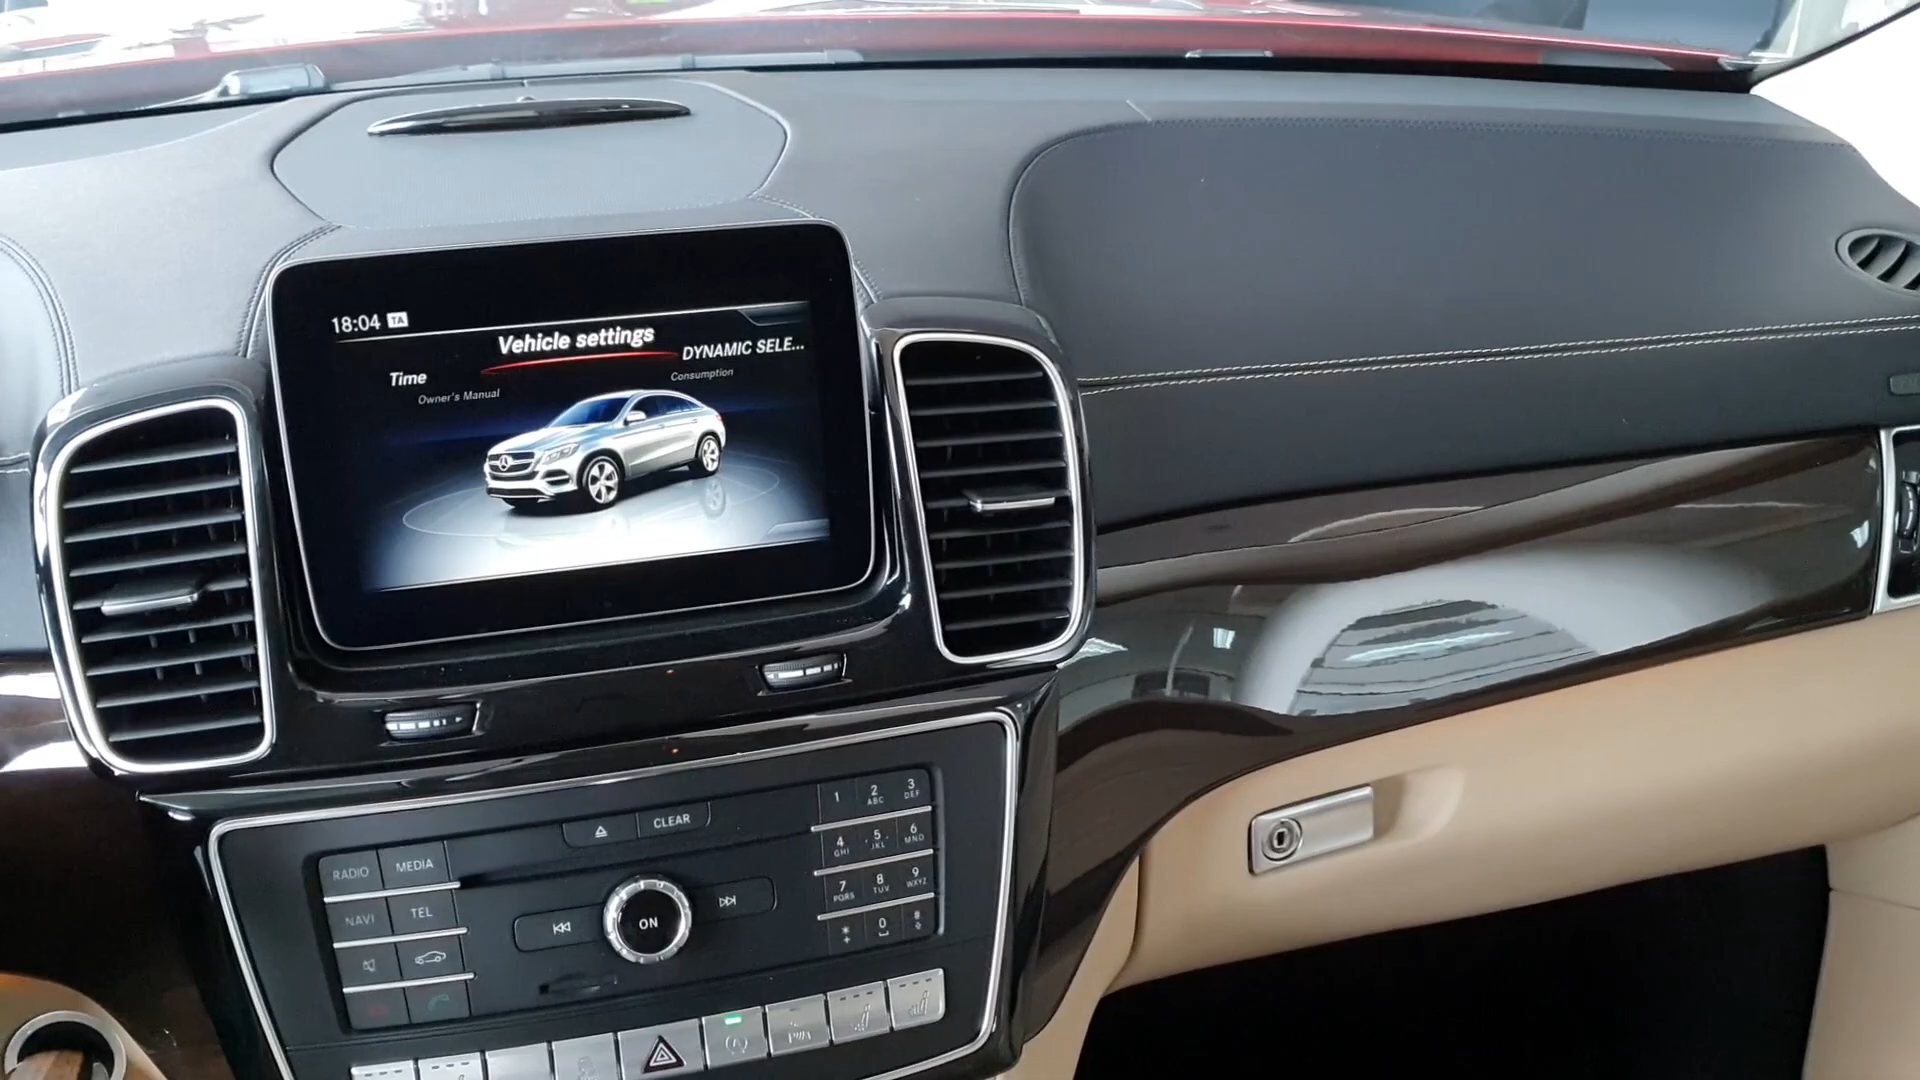 18:04 TA
Vehicle settings
DYNAMIC SELE...
Time
Consumption
Owner's Manual
CLEAR
1 2 ABC 3 DEF
RADIO MEDIA
4 GHI 5 JKL 6 MNO
7 PQRS 8 TUV 9 WXYZ
NAVI TEL
ON
* + 0 #